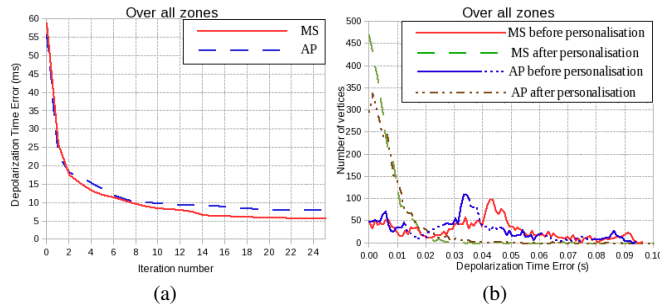 Over all zones
MS
AP
60
55
50
45
40
35
30
25
20
15
10
5
0
0 2 4 6 8 10 12 14 16 18 20 22 24
Depolarization Time Error (ms)
Iteration number
(a)
Over all zones
MS before personalisation
MS after personalisation
AP before personalisation
AP after personalisation
500
450
400
350
300
250
200
150
100
50
0
0.00 0.01 0.02 0.03 0.04 0.05 0.06 0.07 0.08 0.09 0.10
Number of vertices
Depolarization Time Error (s)
(b)